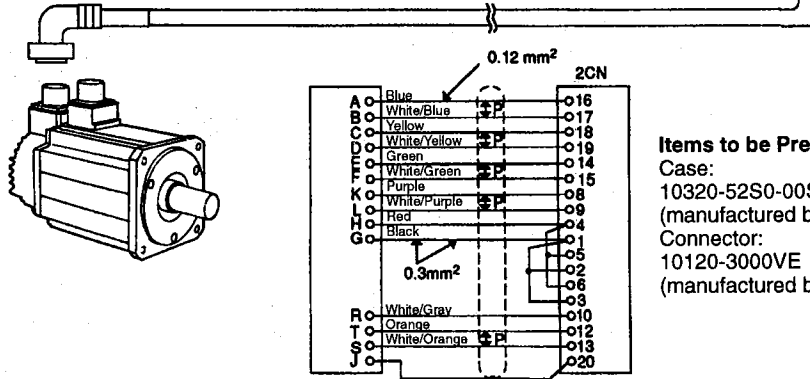 0.12 mm²
2CN
A Blue 16
B White/Blue P 17
C Yellow 18
D White/Yellow P 19
E Green 14
F White/Green P 15
K Purple 8
L White/Purple P 9
H Red 4
G Black 1
5
2
6
3
0.3mm²
R White/Gray 10
T Orange 12
S White/Orange P 13
J 20
Items to be Pre
Case:
10320-52S0-00S
(manufactured b
Connector:
10120-3000VE
(manufactured b